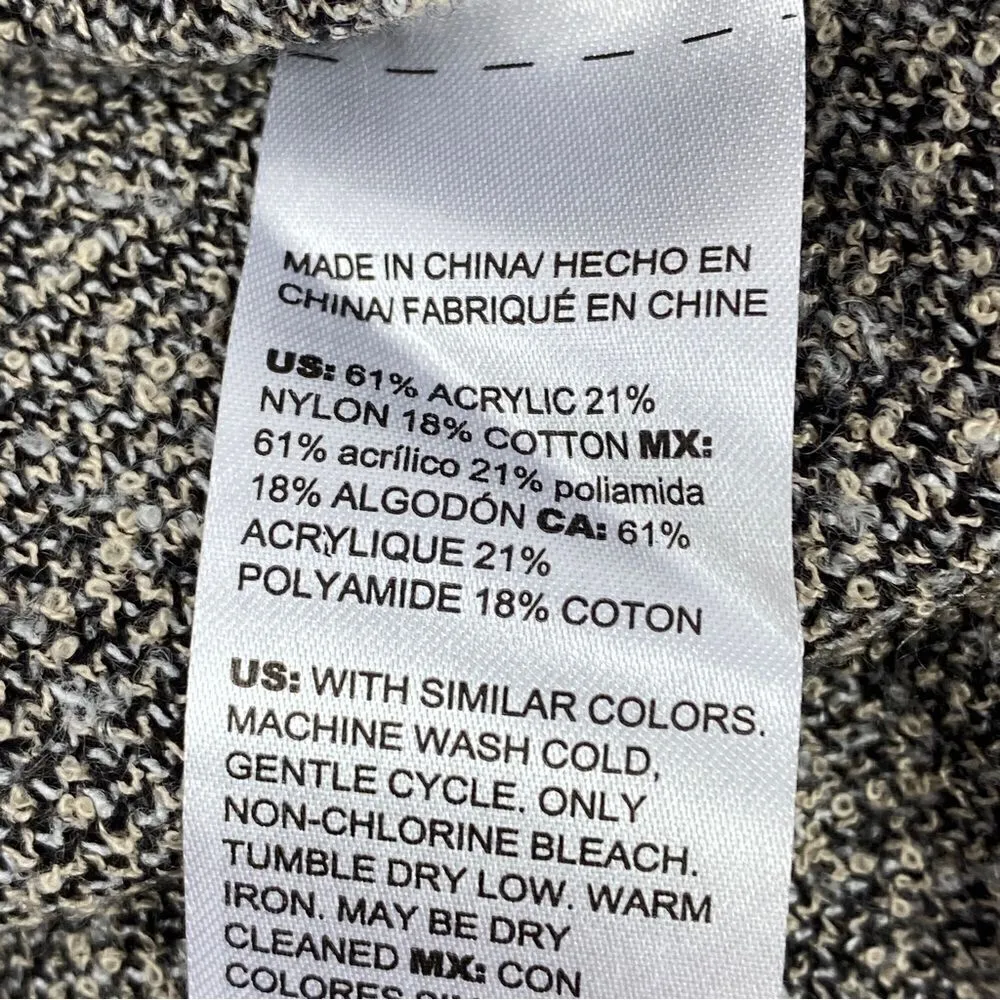 MADE IN CHINA/ HECHO EN
CHINA/ FABRIQUÉ EN CHINE
US: 61% ACRYLIC 21%
NYLON 18% COTTON MX:
61% acrílico 21% poliamida
18% ALGODÓN CA: 61%
ACRYLIQUE 21%
POLYAMIDE 18% COTON
US: WITH SIMILAR COLORS.
MACHINE WASH COLD,
GENTLE CYCLE. ONLY
NON-CHLORINE BLEACH.
TUMBLE DRY LOW. WARM
IRON. MAY BE DRY
CLEANED MX: CON
COLORES